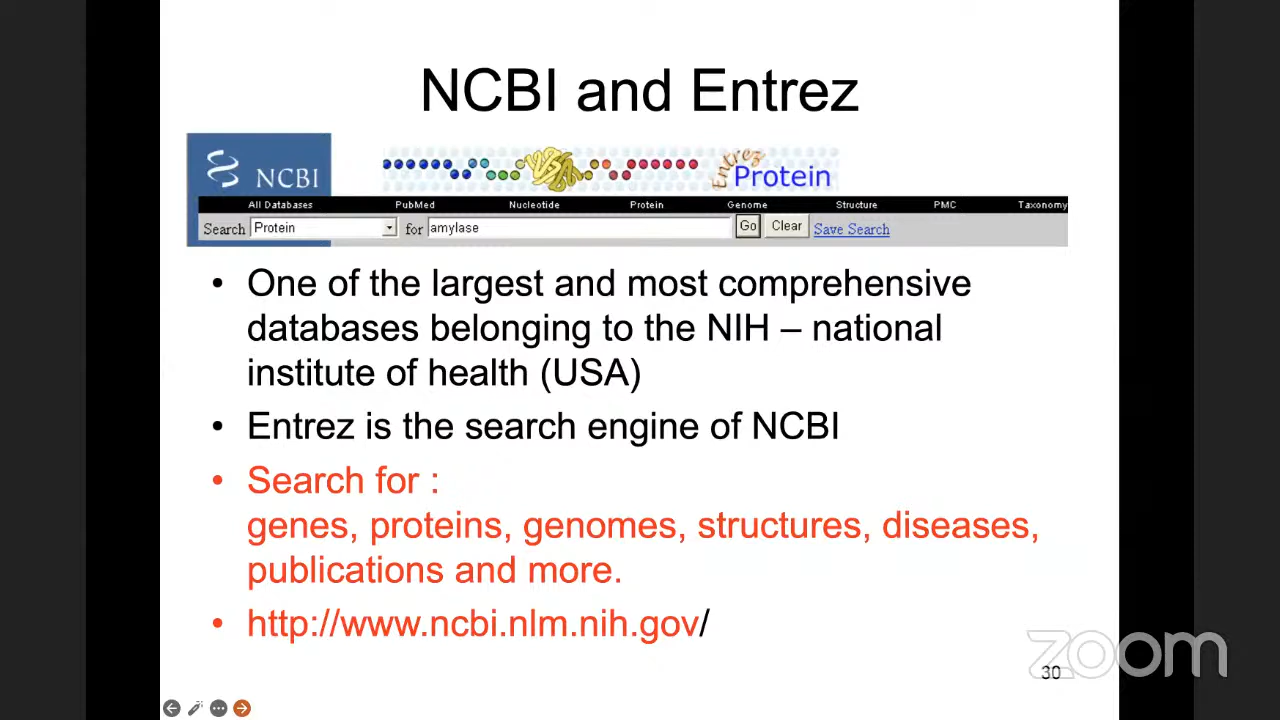 NCBI and Entrez
NCBI
Entrez
Protein
All Databases PubMed Nucleotide Protein Genome Structure PMC Taxonomy
Search Protein for amylase Go Clear Save Search
• One of the largest and most comprehensive
databases belonging to the NIH – national
institute of health (USA)
• Entrez is the search engine of NCBI
• Search for :
genes, proteins, genomes, structures, diseases,
publications and more.
• http://www.ncbi.nlm.nih.gov/
zoom
30